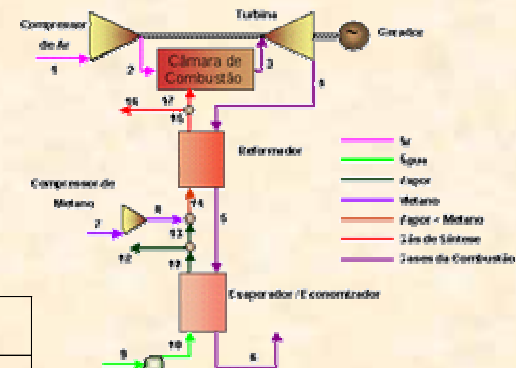 Compressor
de Ar
Turbina
Gerador
1
2
Câmara de
Combustão
3
4
16
17
15
Reformador
Compressor de
Metano
7
8
14
13
12
5
Ar
Água
Vapor
Metano
Vapor + Metano
Gás de Síntese
Gases da Combustão
Evaporador / Economizador
9
10
6